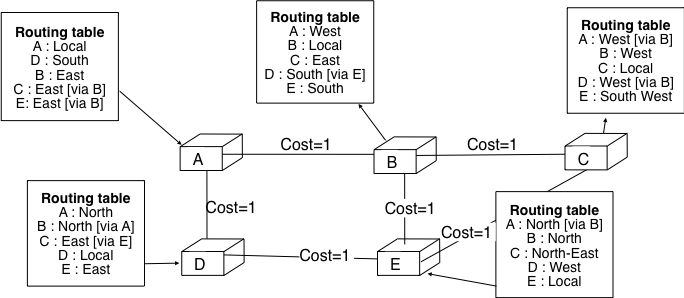 Routing table
A : Local
D : South
B : East
C : East [via B]
E: East [via B]
Routing table
A : West
B : Local
C : East
D : South [via E]
E : South
Routing table
A : West [via B]
B : West
C : Local
D : West [via B]
E : South West
A
Cost=1
B
Cost=1
C
Cost=1
Cost=1
Cost=1
Routing table
A : North
B : North [via A]
C : East [via E]
D : Local
E : East
D
Cost=1
E
Routing table
A : North [via B]
B : North
C : North-East
D : West
E : Local